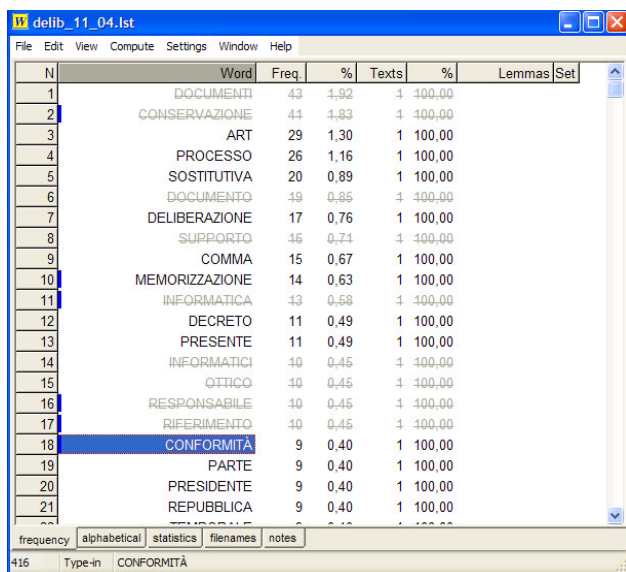 W delib_11_04.lst
File Edit View Compute Settings Window Help
N Word Freq. % Texts % Lemmas Set
1 DOCUMENTI 43 1,92 1 100,00
2 CONSERVAZIONE 41 1,83 1 100,00
3 ART 29 1,30 1 100,00
4 PROCESSO 26 1,16 1 100,00
5 SOSTITUTIVA 20 0,89 1 100,00
6 DOCUMENTO 19 0,85 1 100,00
7 DELIBERAZIONE 17 0,76 1 100,00
8 SUPPORTO 16 0,71 1 100,00
9 COMMA 15 0,67 1 100,00
10 MEMORIZZAZIONE 14 0,63 1 100,00
11 INFORMATICA 13 0,58 1 100,00
12 DECRETO 11 0,49 1 100,00
13 PRESENTE 11 0,49 1 100,00
14 INFORMATICI 10 0,45 1 100,00
15 OTTICO 10 0,45 1 100,00
16 RESPONSABILE 10 0,45 1 100,00
17 RIFERIMENTO 10 0,45 1 100,00
18 CONFORMITÀ 9 0,40 1 100,00
19 PARTE 9 0,40 1 100,00
20 PRESIDENTE 9 0,40 1 100,00
21 REPUBBLICA 9 0,40 1 100,00
frequency alphabetical statistics filenames notes
416 Type-in CONFORMITÀ